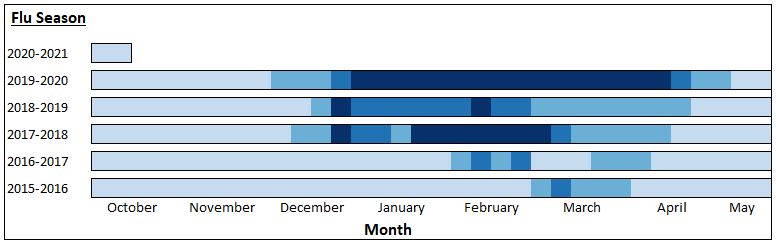 Flu Season
2020-2021
2019-2020
2018-2019
2017-2018
2016-2017
2015-2016
October November December January February March April May
Month